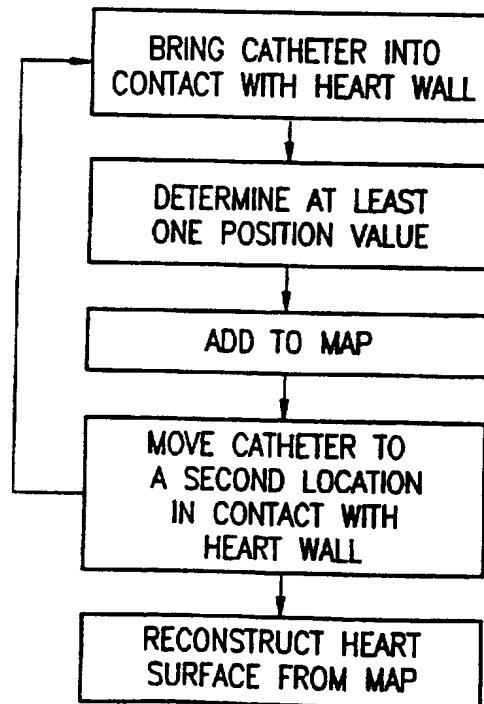 BRING CATHETER INTO
CONTACT WITH HEART WALL
DETERMINE AT LEAST
ONE POSITION VALUE
ADD TO MAP
MOVE CATHETER TO
A SECOND LOCATION
IN CONTACT WITH
HEART WALL
RECONSTRUCT HEART
SURFACE FROM MAP